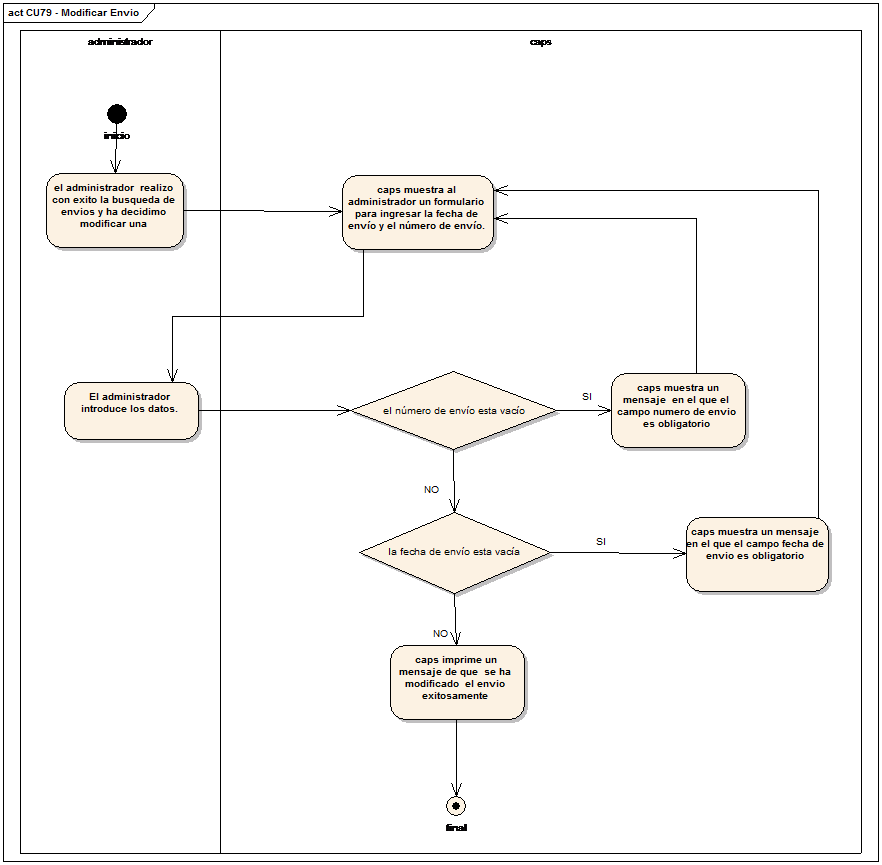 act CU79 - Modificar Envio
administrador
caps
inicio
el administrador realizo
con exito la busqueda de
envios y ha decidimo
modificar una
caps muestra al
administrador un formulario
para ingresar la fecha de
envío y el número de envío.
El administrador
introduce los datos.
el número de envío esta vacío
SI
caps muestra un
mensaje en el que el
campo numero de envio
es obligatorio
NO
la fecha de envío esta vacía
SI
caps muestra un mensaje
en el que el campo fecha de
envio es obligatorio
NO
caps imprime un
mensaje de que se ha
modificado el envio
exitosamente
final